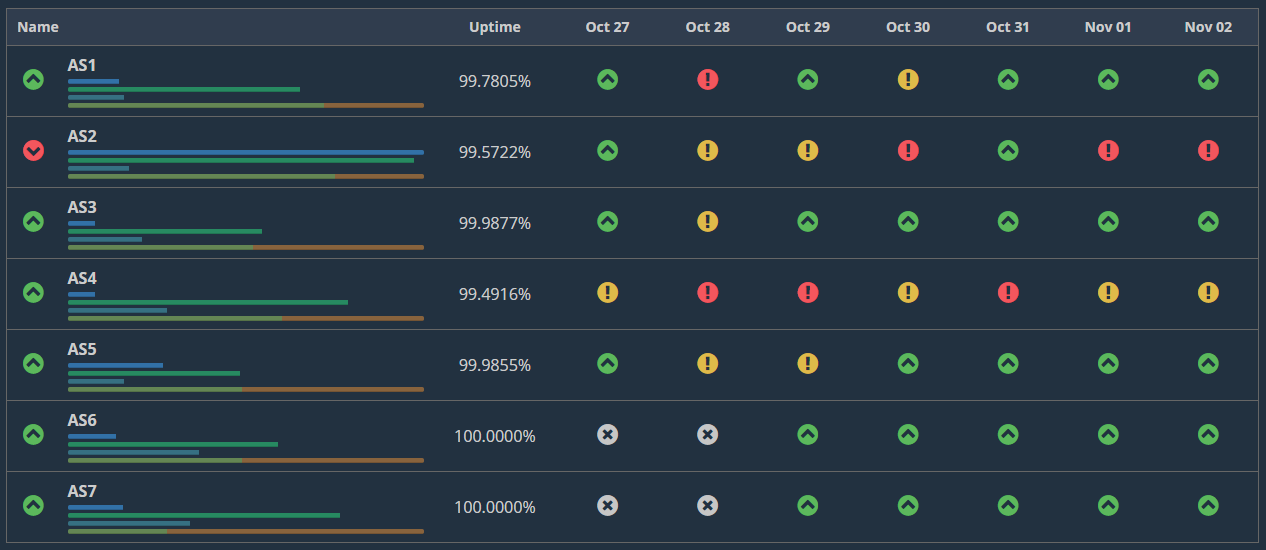 Name Uptime Oct 27 Oct 28 Oct 29 Oct 30 Oct 31 Nov 01 Nov 02
AS1 99.7805%
AS2 99.5722%
AS3 99.9877%
AS4 99.4916%
AS5 99.9855%
AS6 100.0000%
AS7 100.0000%